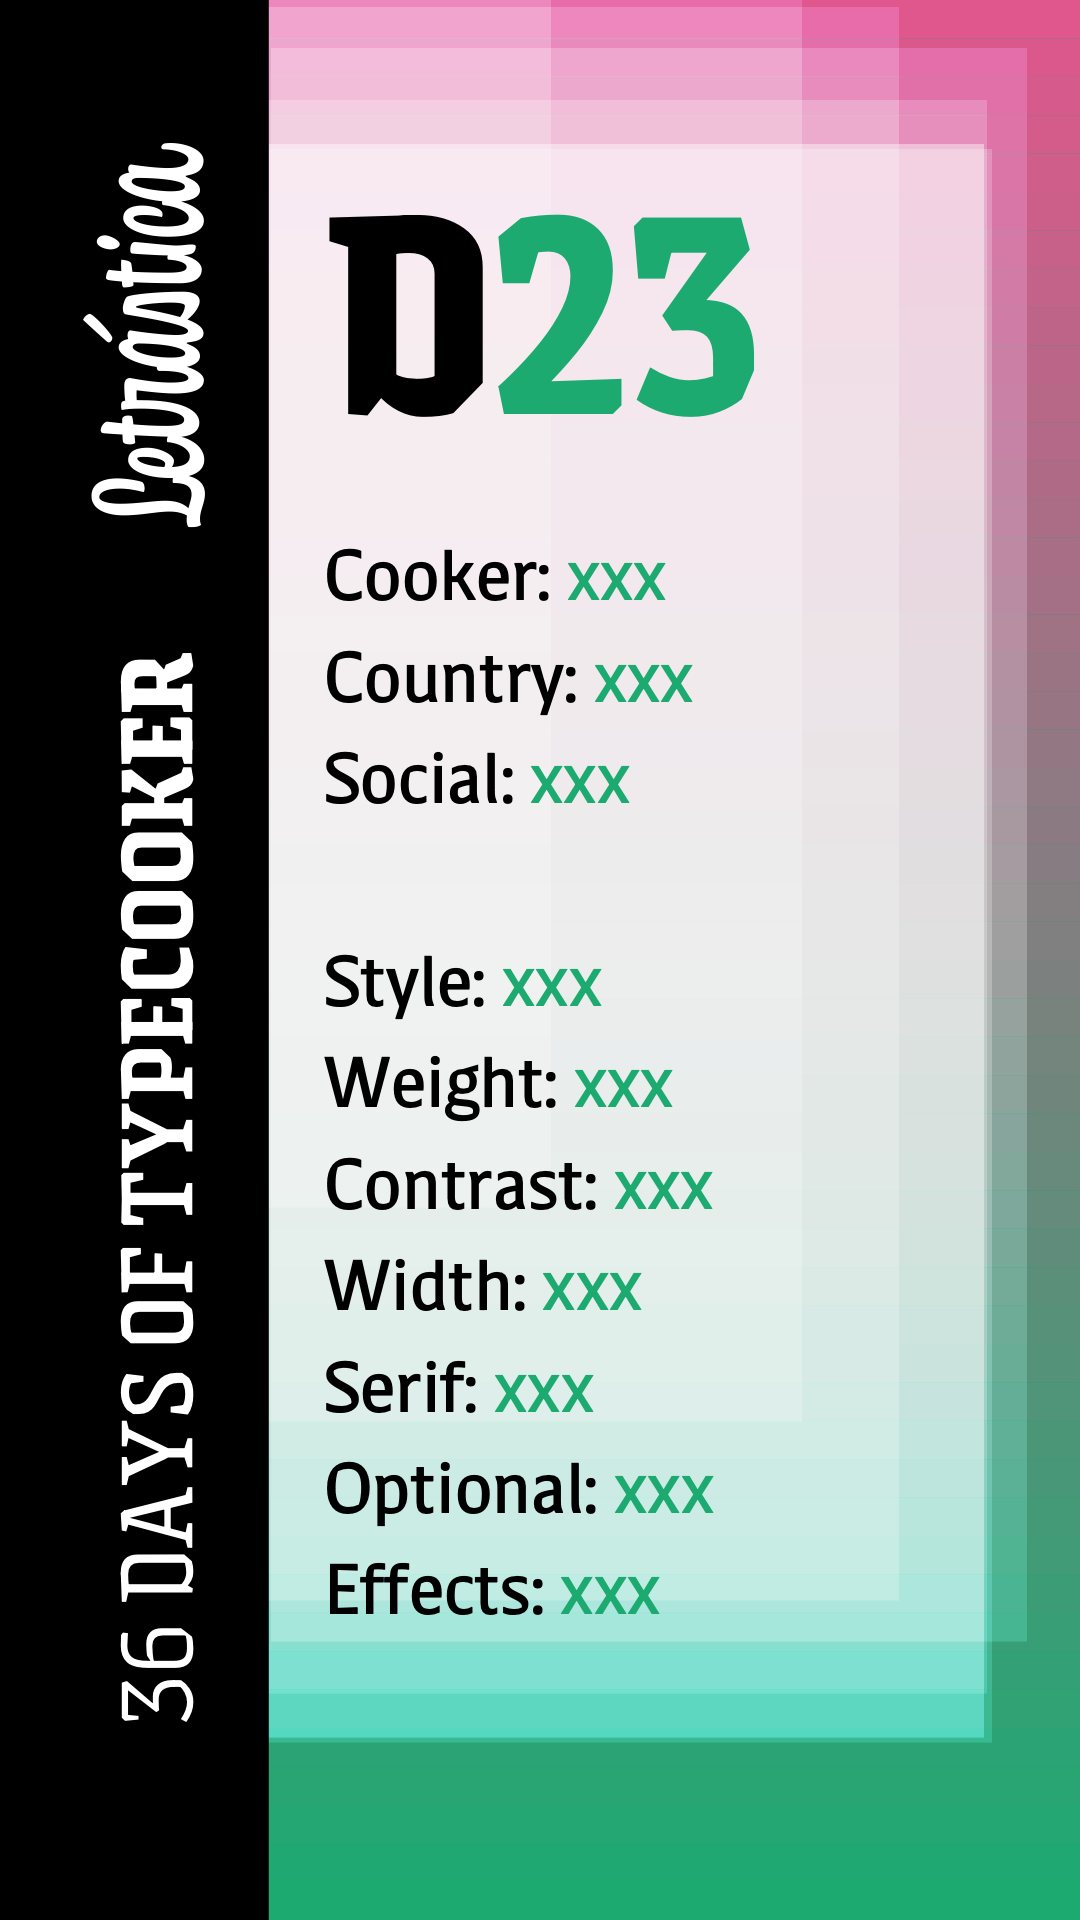 Letrástica
36 DAYS OF TYPECOOKER
D23
Cooker: xxx
Country: xxx
Social: xxx
Style: xxx
Weight: xxx
Contrast: xxx
Width: xxx
Serif: xxx
Optional: xxx
Effects: xxx